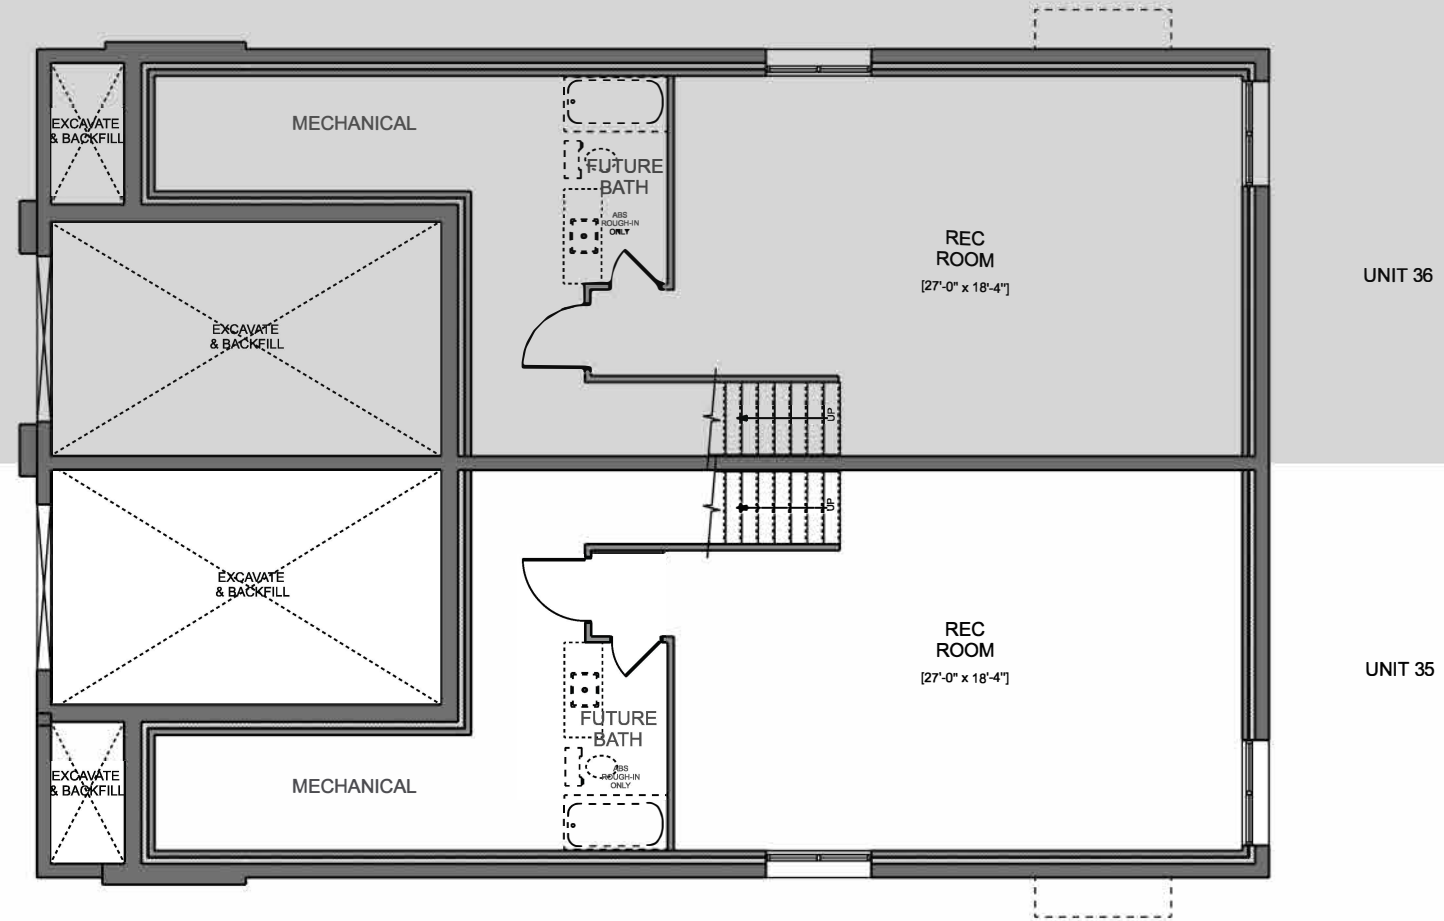 MECHANICAL
EXCAVATE
& BACKFILL
FUTURE
BATH
ABS
ROUGH-IN
ONLY
REC
ROOM
[27'-0" x 18'-4"]
UNIT 36
EXCAVATE
& BACKFILL
UP
UP
EXCAVATE
& BACKFILL
REC
ROOM
[27'-0" x 18'-4"]
UNIT 35
FUTURE
BATH
ABS
ROUGH-IN
ONLY
EXCAVATE
& BACKFILL
MECHANICAL